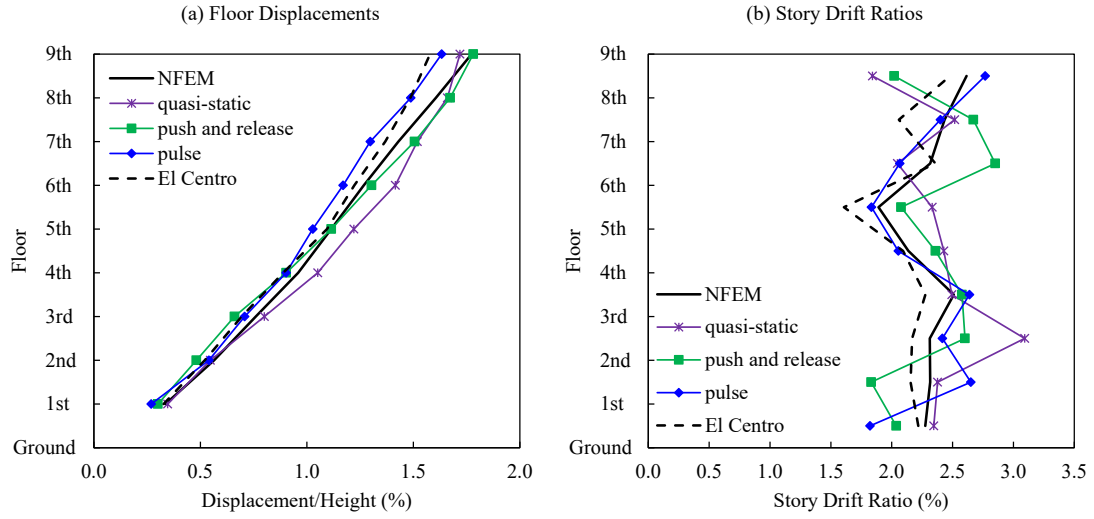 (a) Floor Displacements
9th
8th
7th
6th
5th
4th
3rd
2nd
1st
Ground
Floor
NFEM
quasi-static
push and release
pulse
El Centro
0.0 0.5 1.0 1.5 2.0
Displacement/Height (%)
(b) Story Drift Ratios
9th
8th
7th
6th
5th
4th
3rd
2nd
1st
Ground
Floor
NFEM
quasi-static
push and release
pulse
El Centro
0.0 0.5 1.0 1.5 2.0 2.5 3.0 3.5
Story Drift Ratio (%)